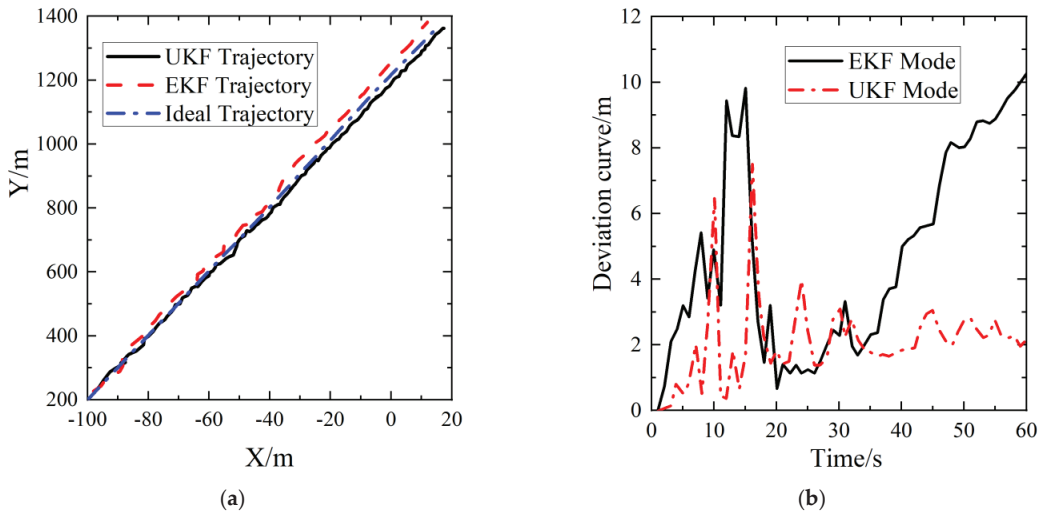 1400
1200
1000
800
600
400
200
Y/m
UKF Trajectory
EKF Trajectory
Ideal Trajectory
-100 -80 -60 -40 -20 0 20
X/m
(a)
12
10
8
6
4
2
0
Deviation curve/m
EKF Mode
UKF Mode
0 10 20 30 40 50 60
Time/s
(b)